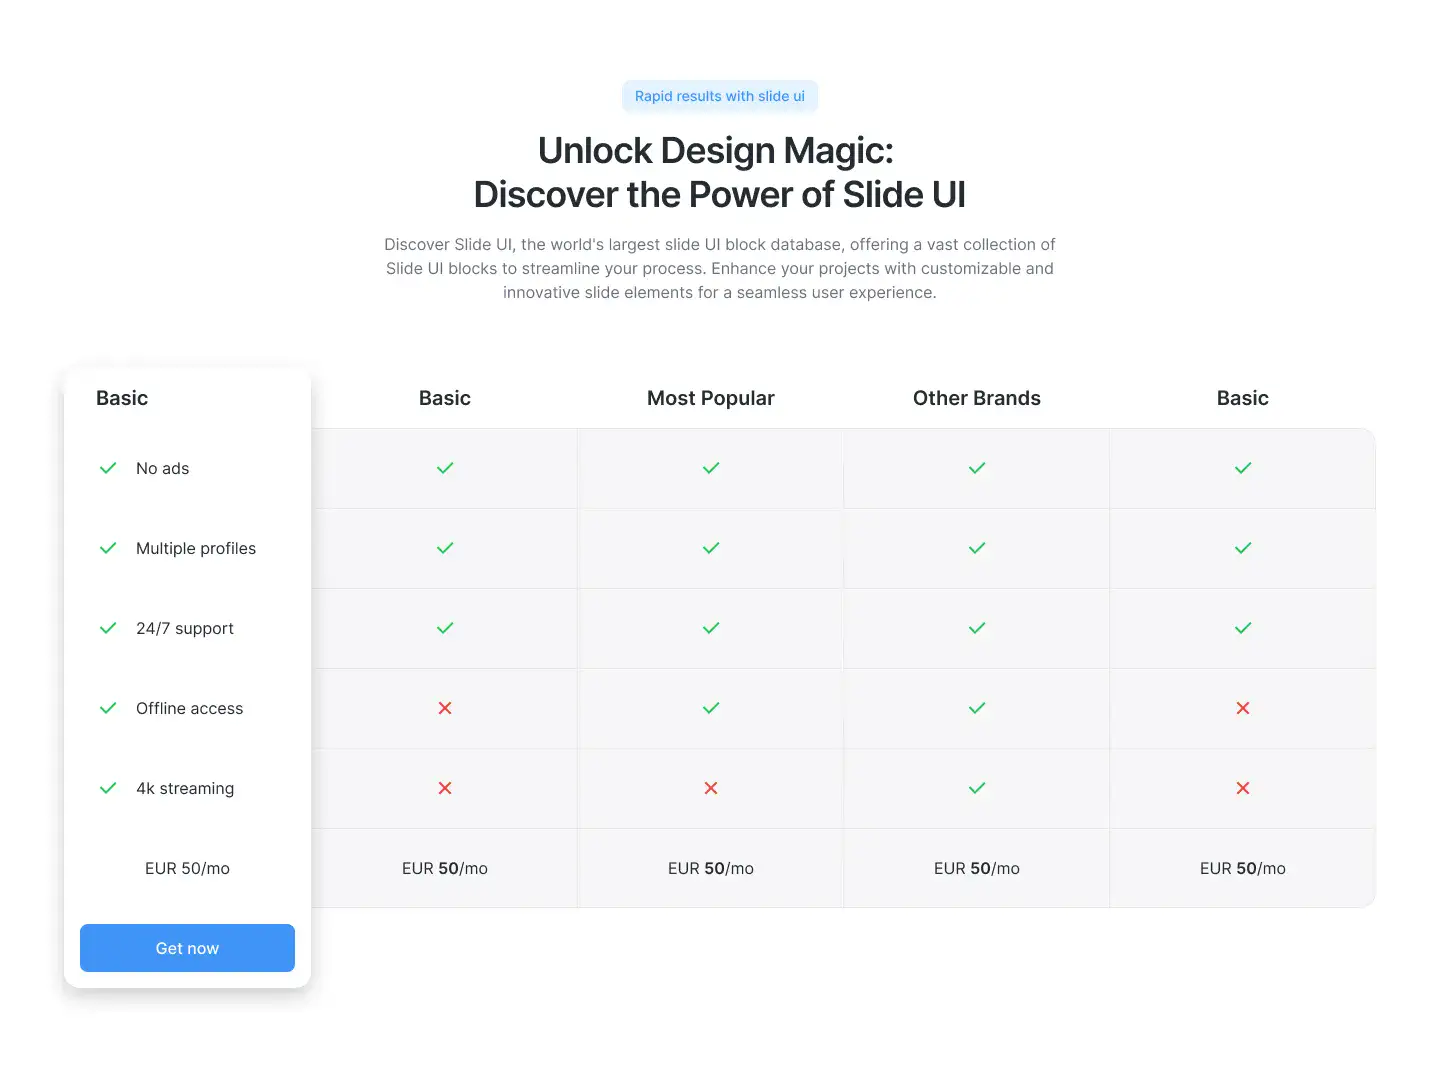 Rapid results with slide ui
Unlock Design Magic:
Discover the Power of Slide UI
Discover Slide UI, the world's largest slide UI block database, offering a vast collection of
Slide UI blocks to streamline your process. Enhance your projects with customizable and
innovative slide elements for a seamless user experience.
Basic Basic Most Popular Other Brands Basic
No ads
Multiple profiles
24/7 support
Offline access
4k streaming
EUR 50/mo EUR 50/mo EUR 50/mo EUR 50/mo EUR 50/mo
Get now